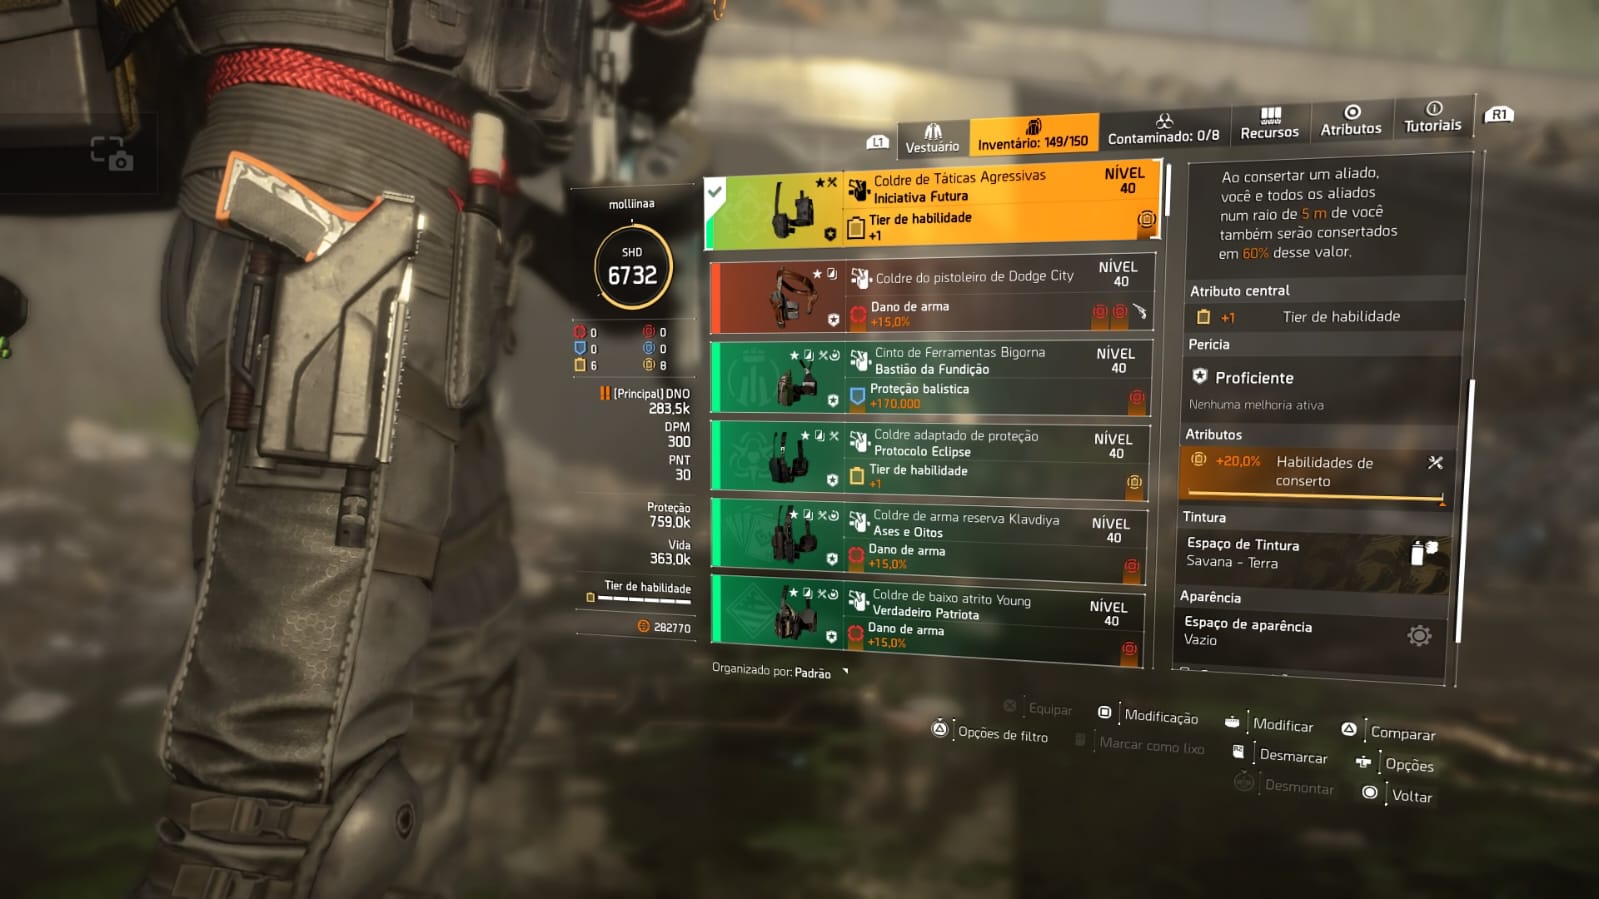 L1
Vestuário
Inventário: 149/150
Contaminado: 0/8
Recursos
Atributos
Tutoriais
R1
molliinaa
SHD
6732
0 0
0 0
6 8
[Principal] DNO
283,5k
DPM
300
PNT
30
Proteção
759,0k
Vida
363,0k
Tier de habilidade
282770
Coldre de Táticas Agressivas
Iniciativa Futura
NÍVEL
40
Tier de habilidade
+1
Coldre do pistoleiro de Dodge City
NÍVEL
40
Dano de arma
+15,0%
Cinto de Ferramentas Bigorna
Bastião da Fundição
NÍVEL
40
Proteção balística
+170.000
Coldre adaptado de proteção
Protocolo Eclipse
NÍVEL
40
Tier de habilidade
+1
Coldre de arma reserva Klavdiya
Ases e Oitos
NÍVEL
40
Dano de arma
+15,0%
Coldre de baixo atrito Young
Verdadeiro Patriota
NÍVEL
40
Dano de arma
+15,0%
Organizado por: Padrão
Ao consertar um aliado,
você e todos os aliados
num raio de 5 m de você
também serão consertados
em 60% desse valor.
Atributo central
+1 Tier de habilidade
Perícia
Proficiente
Nenhuma melhoria ativa
Atributos
+20,0% Habilidades de
conserto
Tintura
Espaço de Tintura
Savana - Terra
Aparência
Espaço de aparência
Vazio
Equipar
Modificação
Modificar
Comparar
Opções de filtro
Marcar como lixo
R2
Desmarcar
Opções
Desmontar
Voltar